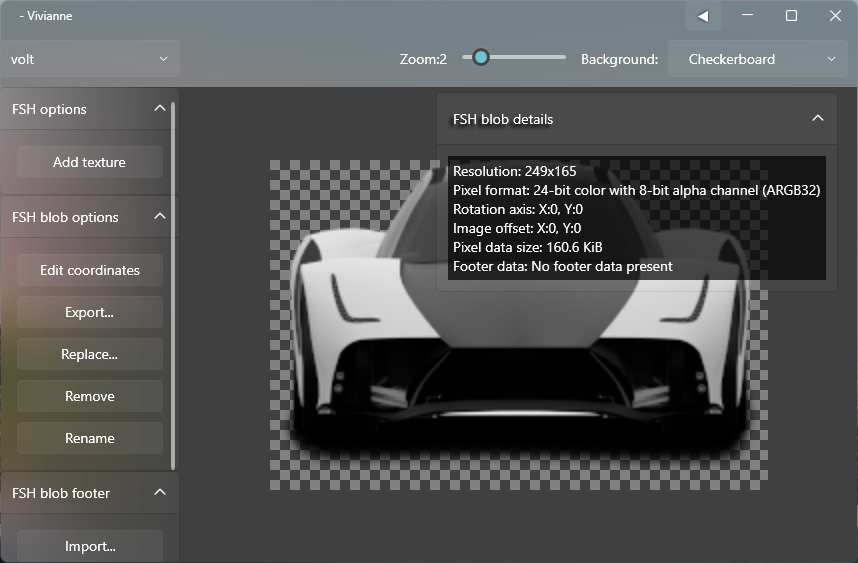 - Vivianne
volt
Zoom:2
Background:
Checkerboard
FSH options
Add texture
FSH blob options
Edit coordinates
Export...
Replace...
Remove
Rename
FSH blob footer
Import...
FSH blob details
Resolution: 249x165
Pixel format: 24-bit color with 8-bit alpha channel (ARGB32)
Rotation axis: X:0, Y:0
Image offset: X:0, Y:0
Pixel data size: 160.6 KiB
Footer data: No footer data present